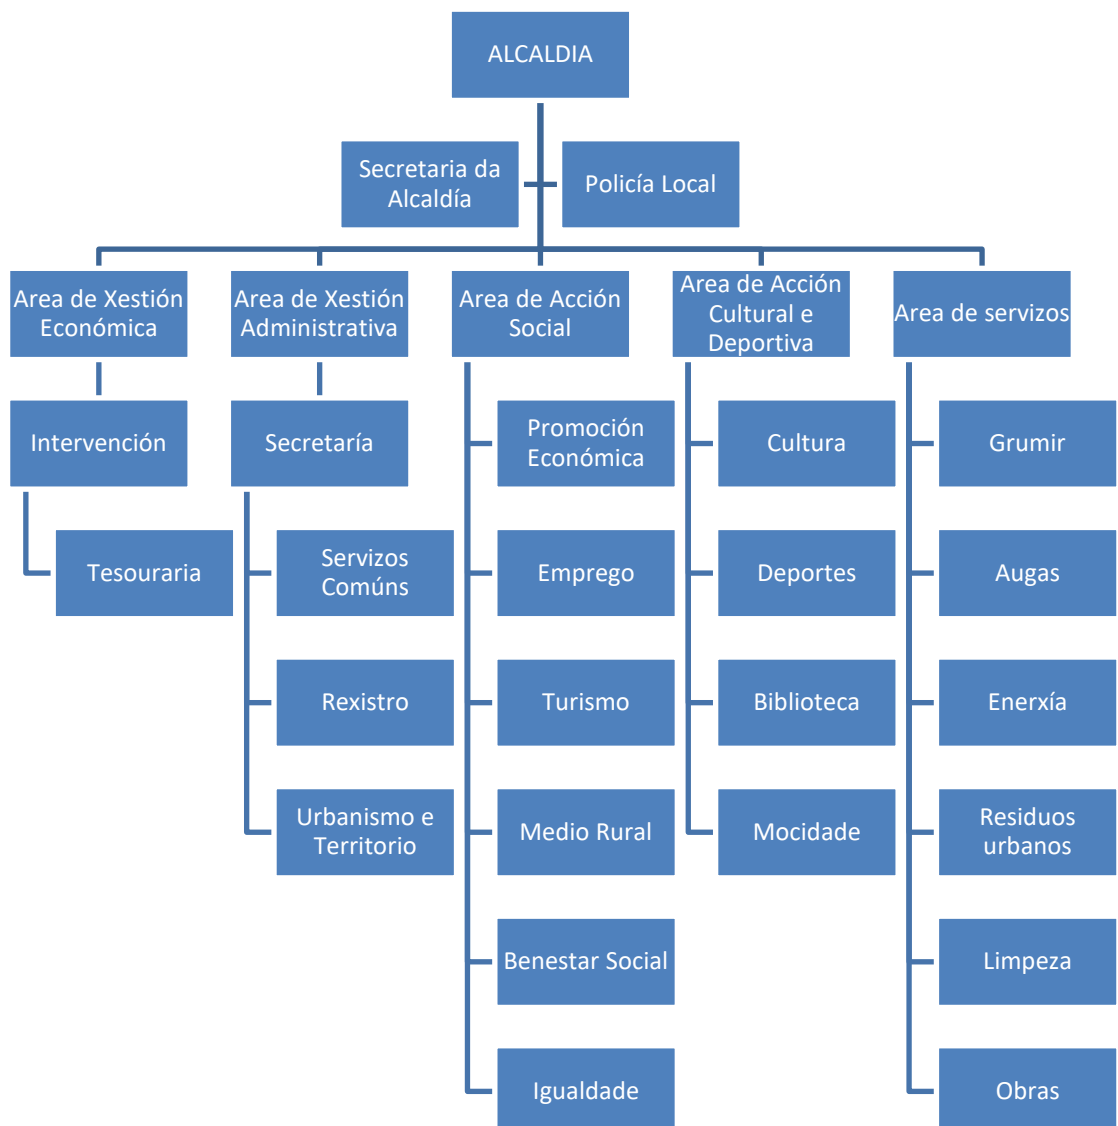 ALCALDIA
Secretaria da
Alcaldía
Policía Local
Area de Xestión
Económica
Area de Xestión
Administrativa
Area de Acción
Social
Area de Acción
Cultural e
Deportiva
Area de servizos
Intervención
Tesouraria
Secretaría
Servizos
Comúns
Rexistro
Urbanismo e
Territorio
Promoción
Económica
Emprego
Turismo
Medio Rural
Benestar Social
Igualdade
Cultura
Deportes
Biblioteca
Mocidade
Grumir
Augas
Enerxía
Residuos
urbanos
Limpeza
Obras